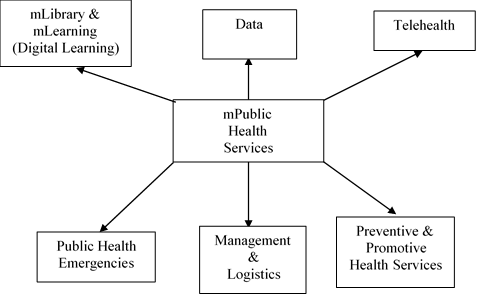 mLibrary &
mLearning
(Digital Learning)
Data
Telehealth
mPublic
Health
Services
Public Health
Emergencies
Management
&
Logistics
Preventive &
Promotive
Health Services